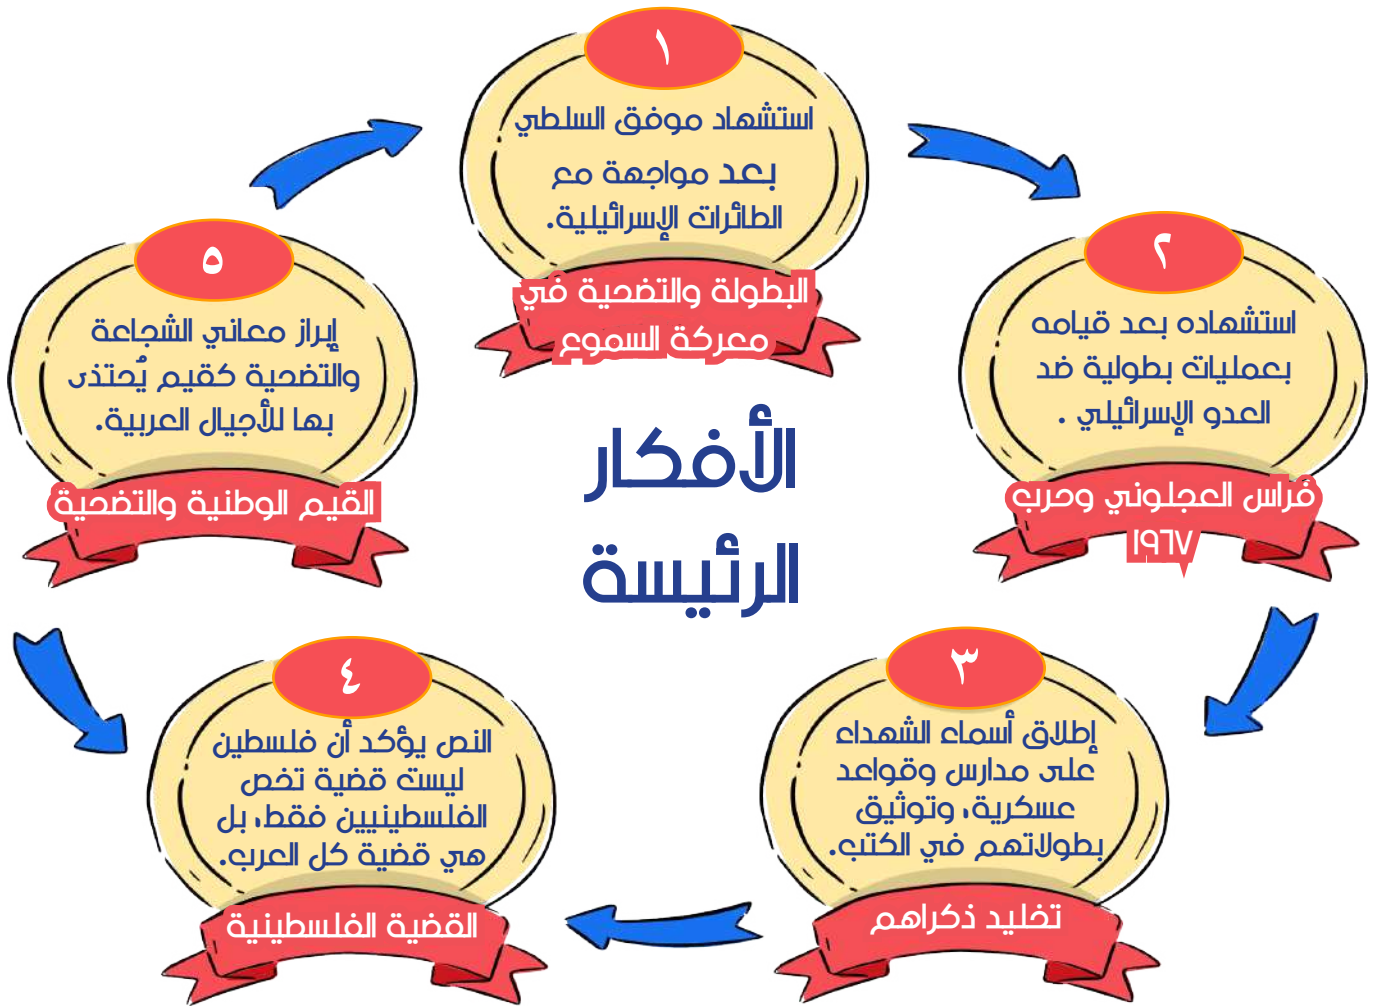 ١
استشهاد موفق السلطي
بعد مواجهة مع
الطائرات الإسرائيلية.
البطولة والتضحية في
معركة السموع
٢
استشهاده بعد قيامه
بعمليات بطولية ضد
العدو الإسرائيلي .
فراس العجلوني وحرب
١٩٦٧
٣
إطلاق أسماء الشهداء
على مدارس وقواعد
عسكرية، وتوثيق
بطولاتهم في الكتب.
تخليد ذكراهم
٤
النص يؤكد أن فلسطين
ليست قضية تخص
الفلسطينيين فقط، بل
هي قضية كل العرب.
القضية الفلسطينية
٥
إبراز معاني الشجاعة
والتضحية كقيم يُحتذى
بها للأجيال العربية.
القيم الوطنية والتضحية
الأفكار
الرئيسة